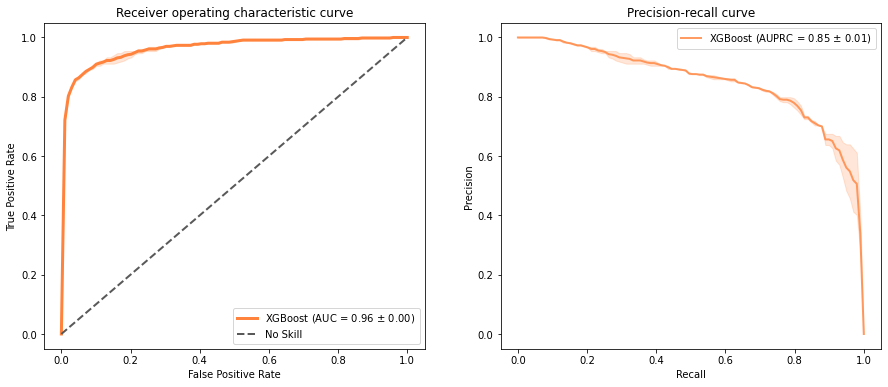 Receiver operating characteristic curve
1.0
0.8
0.6
0.4
0.2
0.0
True Positive Rate
0.0 0.2 0.4 0.6 0.8 1.0
False Positive Rate
XGBoost (AUC = 0.96 ± 0.00)
No Skill
Precision-recall curve
XGBoost (AUPRC = 0.85 ± 0.01)
1.0
0.8
0.6
0.4
0.2
0.0
Precision
0.0 0.2 0.4 0.6 0.8 1.0
Recall